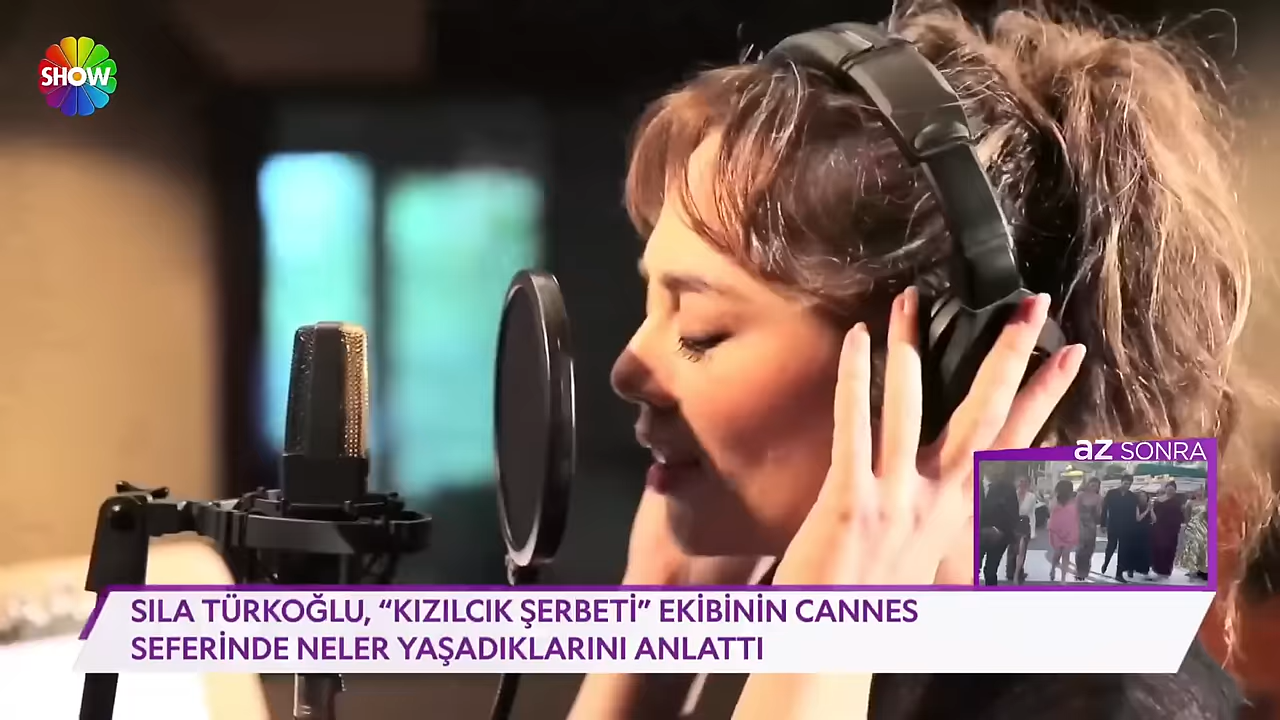 SHOW
az SONRA
SILA TÜRKOĞLU, “KIZILCIK ŞERBETİ” EKİBİNİN CANNES
SEFERİNDE NELER YAŞADIKLARINI ANLATTI